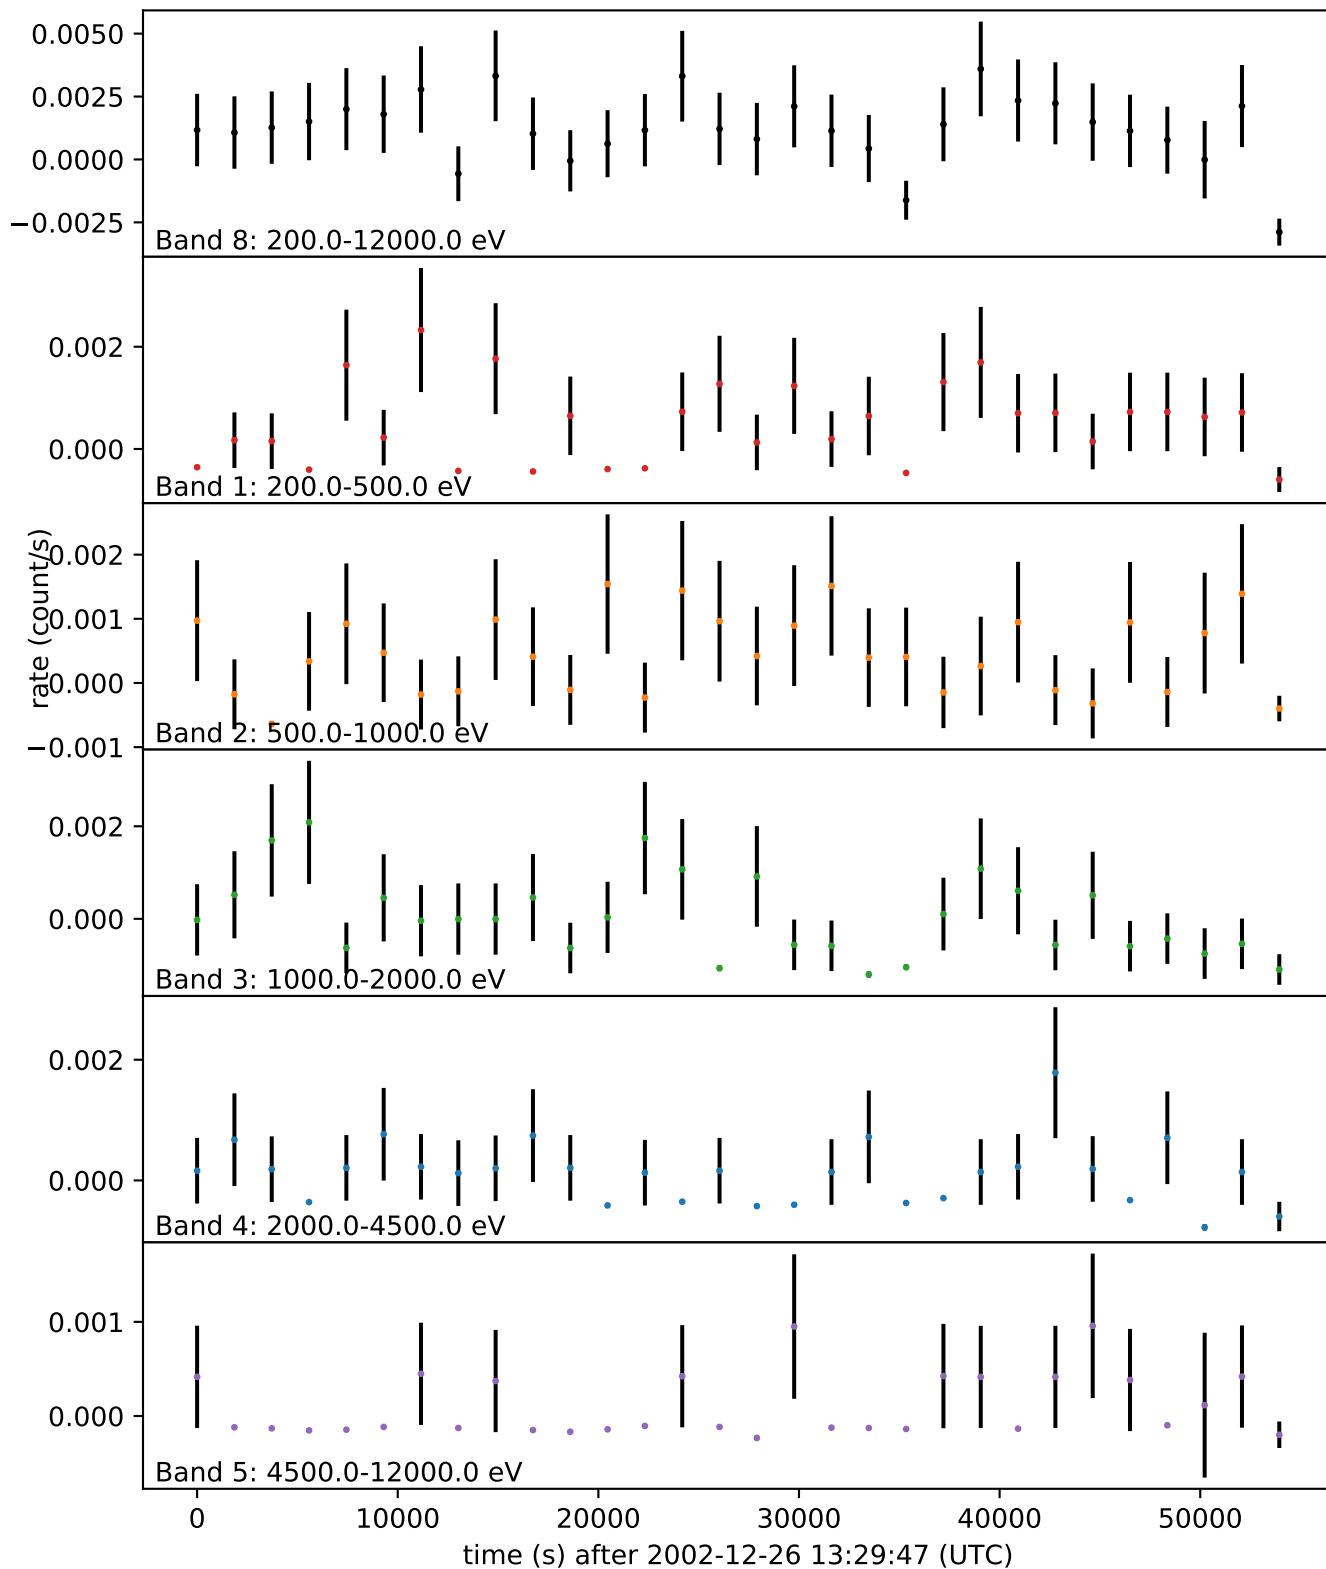 0.0050
0.0025
0.0000
−0.0025
Band 8: 200.0-12000.0 eV
0.002
0.000
Band 1: 200.0-500.0 eV
rate (count/s)
0.002
0.001
0.000
−0.001
Band 2: 500.0-1000.0 eV
0.002
0.000
Band 3: 1000.0-2000.0 eV
0.002
0.000
Band 4: 2000.0-4500.0 eV
0.001
0.000
Band 5: 4500.0-12000.0 eV
0 10000 20000 30000 40000 50000
time (s) after 2002-12-26 13:29:47 (UTC)